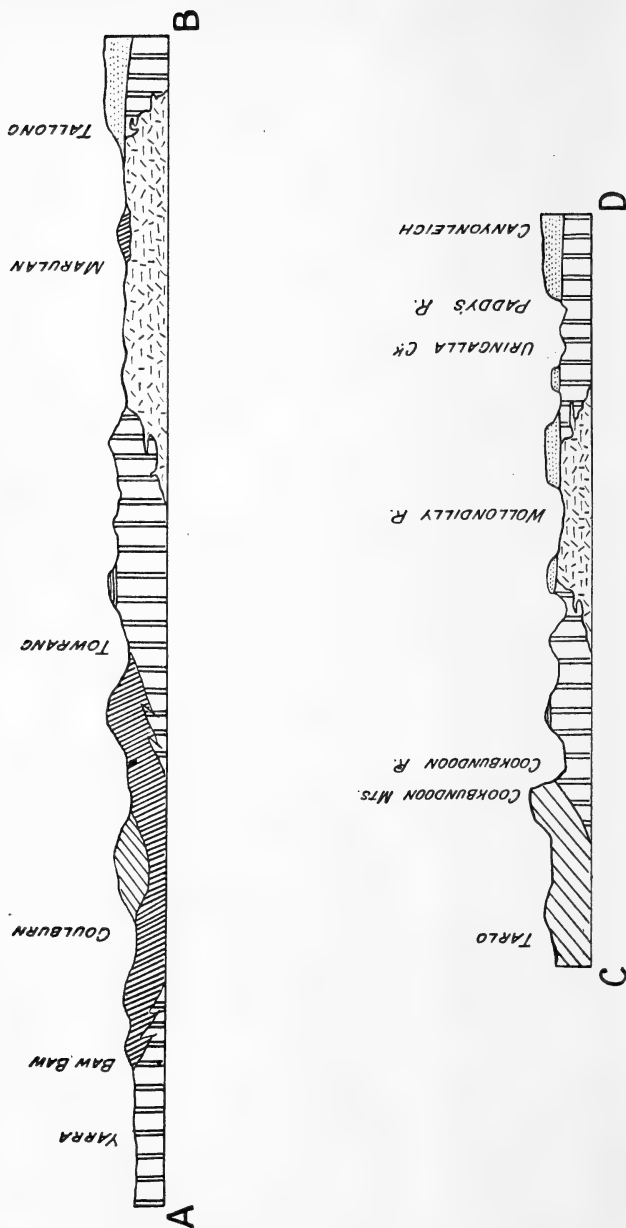 A
YARRA
BAW BAW
GOULBURN
TOWRANG
MARULAN
TALLONG
B
C
TARLO
COOKBUNDOON MTS.
COOKBUNDOON R.
WOLLONDILLY R.
URINGALLA CK
PADDY'S R.
CANYONLEIGH
D